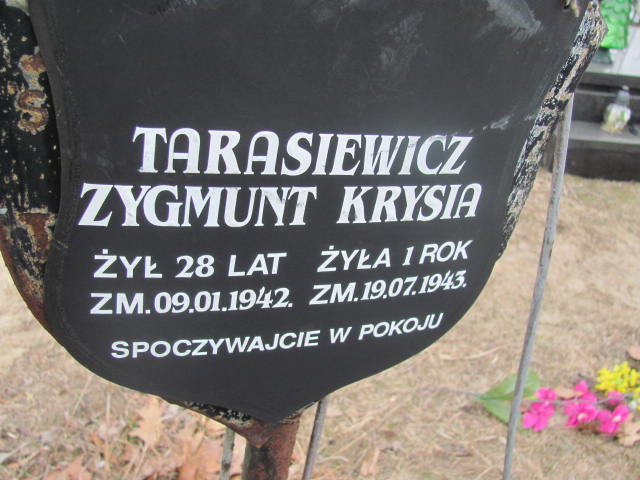 TARASIEWICZ
ZYGMUNT KRYSIA
ŻYŁ 28 LAT ŻYŁA 1 ROK
ZM.09.01.1942. ZM.19.07.1943.
SPOCZYWAJCIE W POKOJU